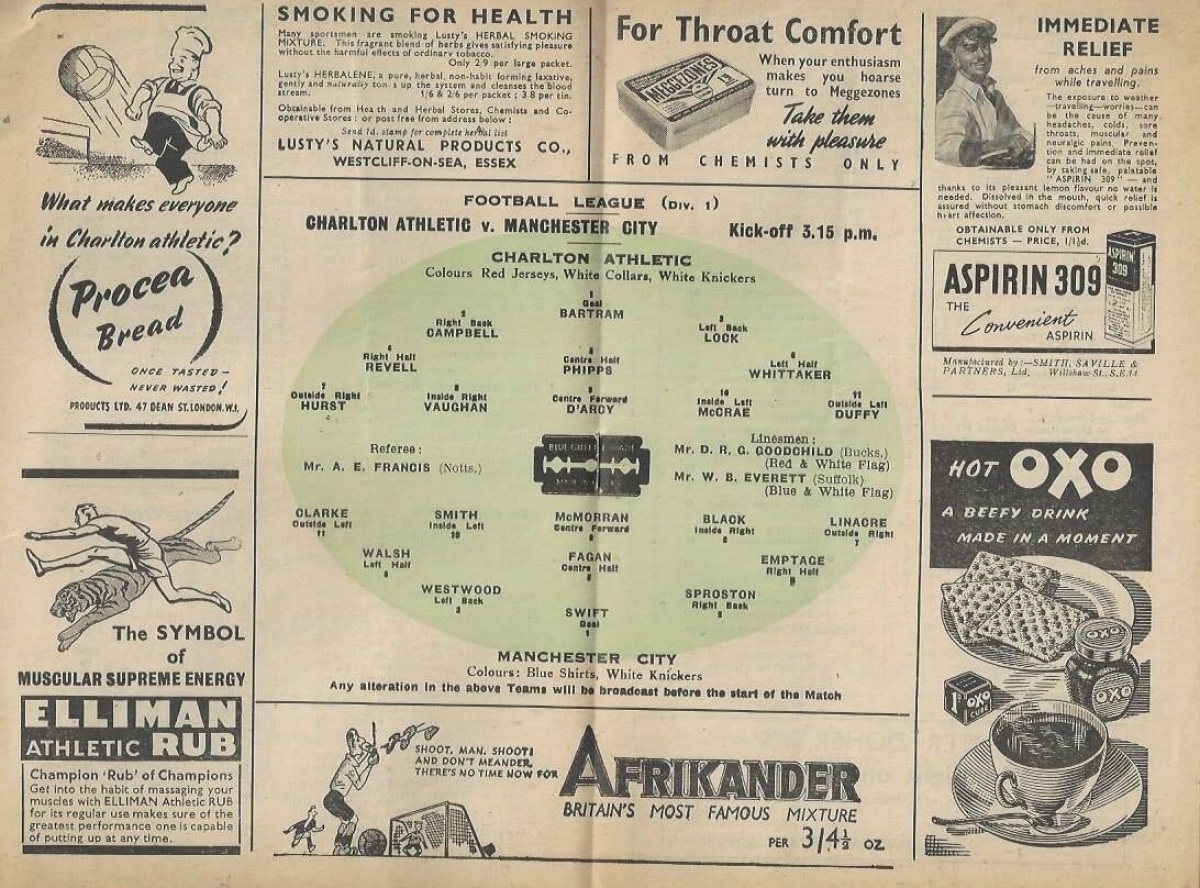 SMOKING FOR HEALTH
Many sportsmen are smoking Lusty's HERBAL SMOKING
MIXTURE. This fragrant blend of herbs gives satisfying pleasure
without the harmful effects of ordinary tobacco.
Only 2/9 per large packet.
Lusty's HERBALENE, a pure, herbal, non-habit forming laxative,
gently and naturally tones up the system and cleanses the blood
stream. 1/6 & 2/6 per packet; 3/8 per tin.
Obtainable from Health and Herbal Stores, Chemists and Co-
operative Stores: or post free from address below:
Send 1d. stamp for complete herbal list
LUSTY'S NATURAL PRODUCTS CO.,
WESTCLIFF-ON-SEA, ESSEX
For Throat Comfort
MEGGEZONES
When your enthusiasm
makes you hoarse
turn to Meggezones
Take them
with pleasure
FROM CHEMISTS ONLY
IMMEDIATE
RELIEF
from aches and pains
while travelling.
The exposure to weather
—travelling—worries—can
be the cause of many
headaches, colds, sore
throats, muscular and
neuralgic pains. Preven-
tion and immediate relief
can be had on the spot,
by taking safe, palatable
"ASPIRIN 309" — and
thanks to its pleasant lemon flavour no water is
needed. Dissolved in the mouth, quick relief is
assured without stomach discomfort or possible
heart affection.
OBTAINABLE ONLY FROM
CHEMISTS — PRICE, 1/1½d.
ASPIRIN 309
THE
Convenient
ASPIRIN
ASPIRIN
309
Manufactured by:—SMITH, SAVILLE &
PARTNERS, Ltd. Willshaw St., S.E.14
What makes everyone
in Charlton athletic?
Procea
Bread
ONCE TASTED—
NEVER WASTED!
PRODUCTS LTD. 47 DEAN ST. LONDON. W.1.
FOOTBALL LEAGUE (DIV. 1)
CHARLTON ATHLETIC v. MANCHESTER CITY Kick-off 3.15 p.m.
CHARLTON ATHLETIC
Colours Red Jerseys, White Collars, White Knickers
1
Goal
BARTRAM
2
Right Back
CAMPBELL
3
Left Back
LOCK
4
Right Half
REVELL
5
Centre Half
PHIPPS
6
Left Half
WHITTAKER
7
Outside Right
HURST
8
Inside Right
VAUGHAN
9
Centre Forward
D'ARCY
10
Inside Left
McCRAE
11
Outside Left
DUFFY
Referee:
Mr. A. E. FRANCIS (Notts.)
Linesmen:
Mr. D. R. G. GOODCHILD (Bucks.)
(Red & White Flag)
Mr. W. B. EVERETT (Suffolk)
(Blue & White Flag)
CLARKE
Outside Left
11
SMITH
Inside Left
10
McMORRAN
Centre Forward
9
BLACK
Inside Right
8
LINACRE
Outside Right
7
WALSH
Left Half
6
FAGAN
Centre Half
5
EMPTAGE
Right Half
WESTWOOD
Left Back
3
SPROSTON
Right Back
2
SWIFT
Goal
1
MANCHESTER CITY
Colours: Blue Shirts, White Knickers
Any alteration in the above Teams will be broadcast before the start of the Match
The SYMBOL
of
MUSCULAR SUPREME ENERGY
ELLIMAN
ATHLETIC RUB
Champion 'Rub' of Champions
Get into the habit of massaging your
muscles with ELLIMAN Athletic RUB
for its regular use makes sure of the
greatest performance one is capable
of putting up at any time.
SHOOT, MAN, SHOOT!
AND DON'T MEANDER,
THERE'S NO TIME NOW FOR
AFRIKANDER
BRITAIN'S MOST FAMOUS MIXTURE
PER 3/4½ OZ
HOT OXO
A BEEFY DRINK
MADE IN A MOMENT
OXO
OXO
1D OXO
CUBE